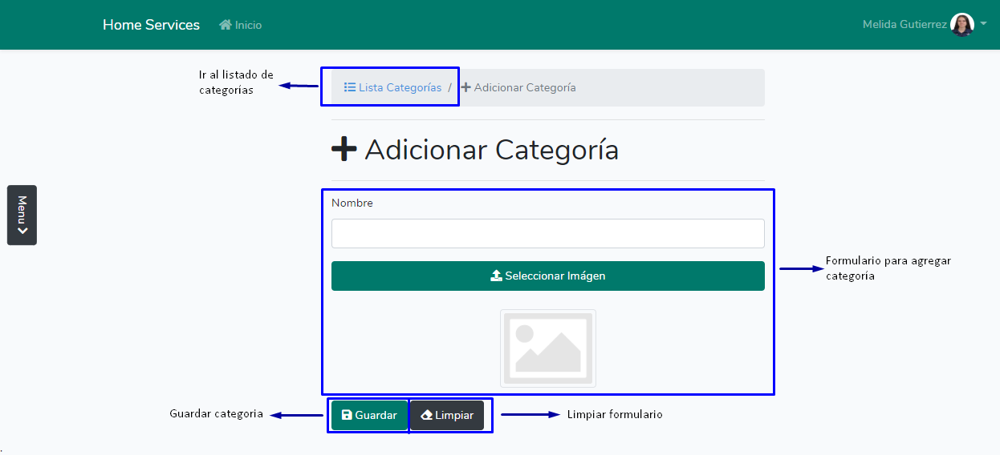 Home Services
Inicio
Melida Gutierrez
Ir al listado de
categorías
Lista Categorías / Adicionar Categoría
Adicionar Categoría
Menu
Nombre
Seleccionar Imágen
Formulario para agregar
categoría
Guardar categoria
Guardar
Limpiar
Limpiar formulario